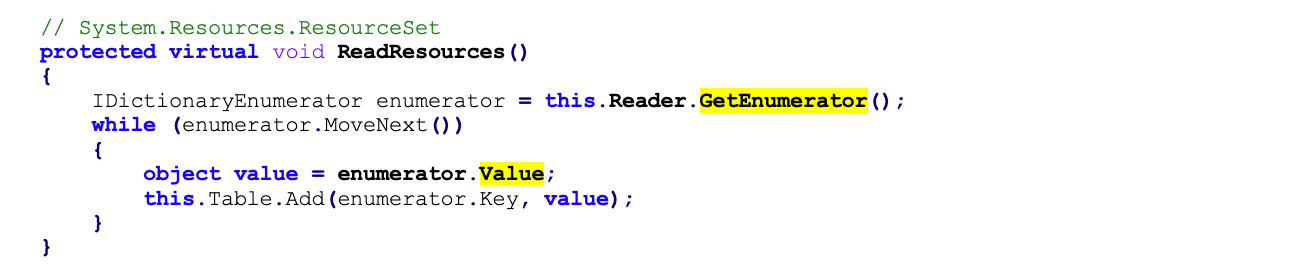 // System.Resources.ResourceSet
protected virtual void ReadResources()
{
    IDictionaryEnumerator enumerator = this.Reader.GetEnumerator();
    while (enumerator.MoveNext())
    {
        object value = enumerator.Value;
        this.Table.Add(enumerator.Key, value);
    }
}